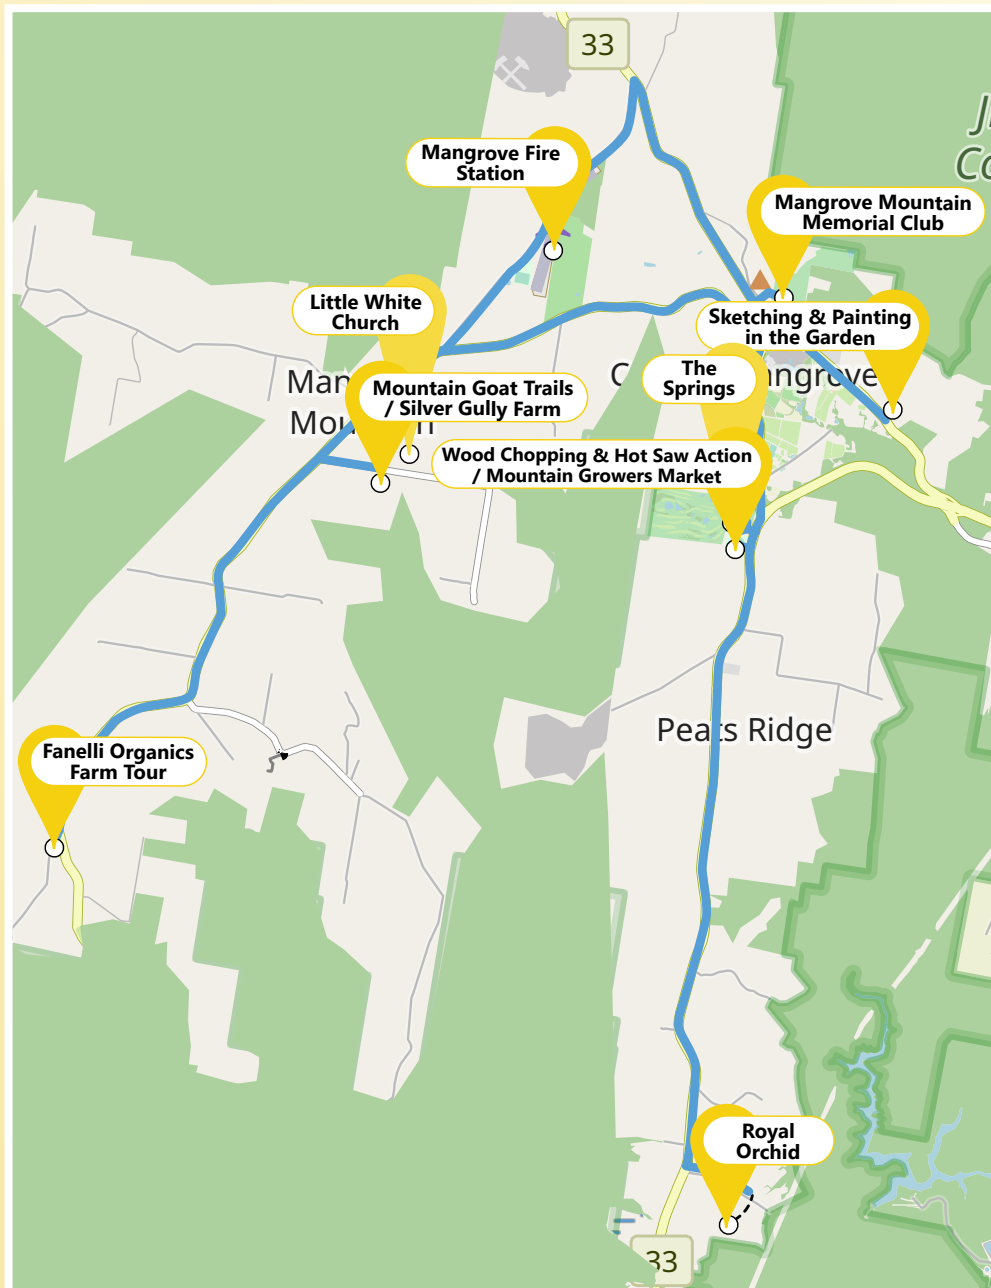 33
Mangrove Fire
Station
Mangrove Mountain
Memorial Club
Little White
Church
Sketching & Painting
in the Garden
The
Springs
Mountain Goat Trails
/ Silver Gully Farm
Wood Chopping & Hot Saw Action
/ Mountain Growers Market
Peats Ridge
Fanelli Organics
Farm Tour
Royal
Orchid
33